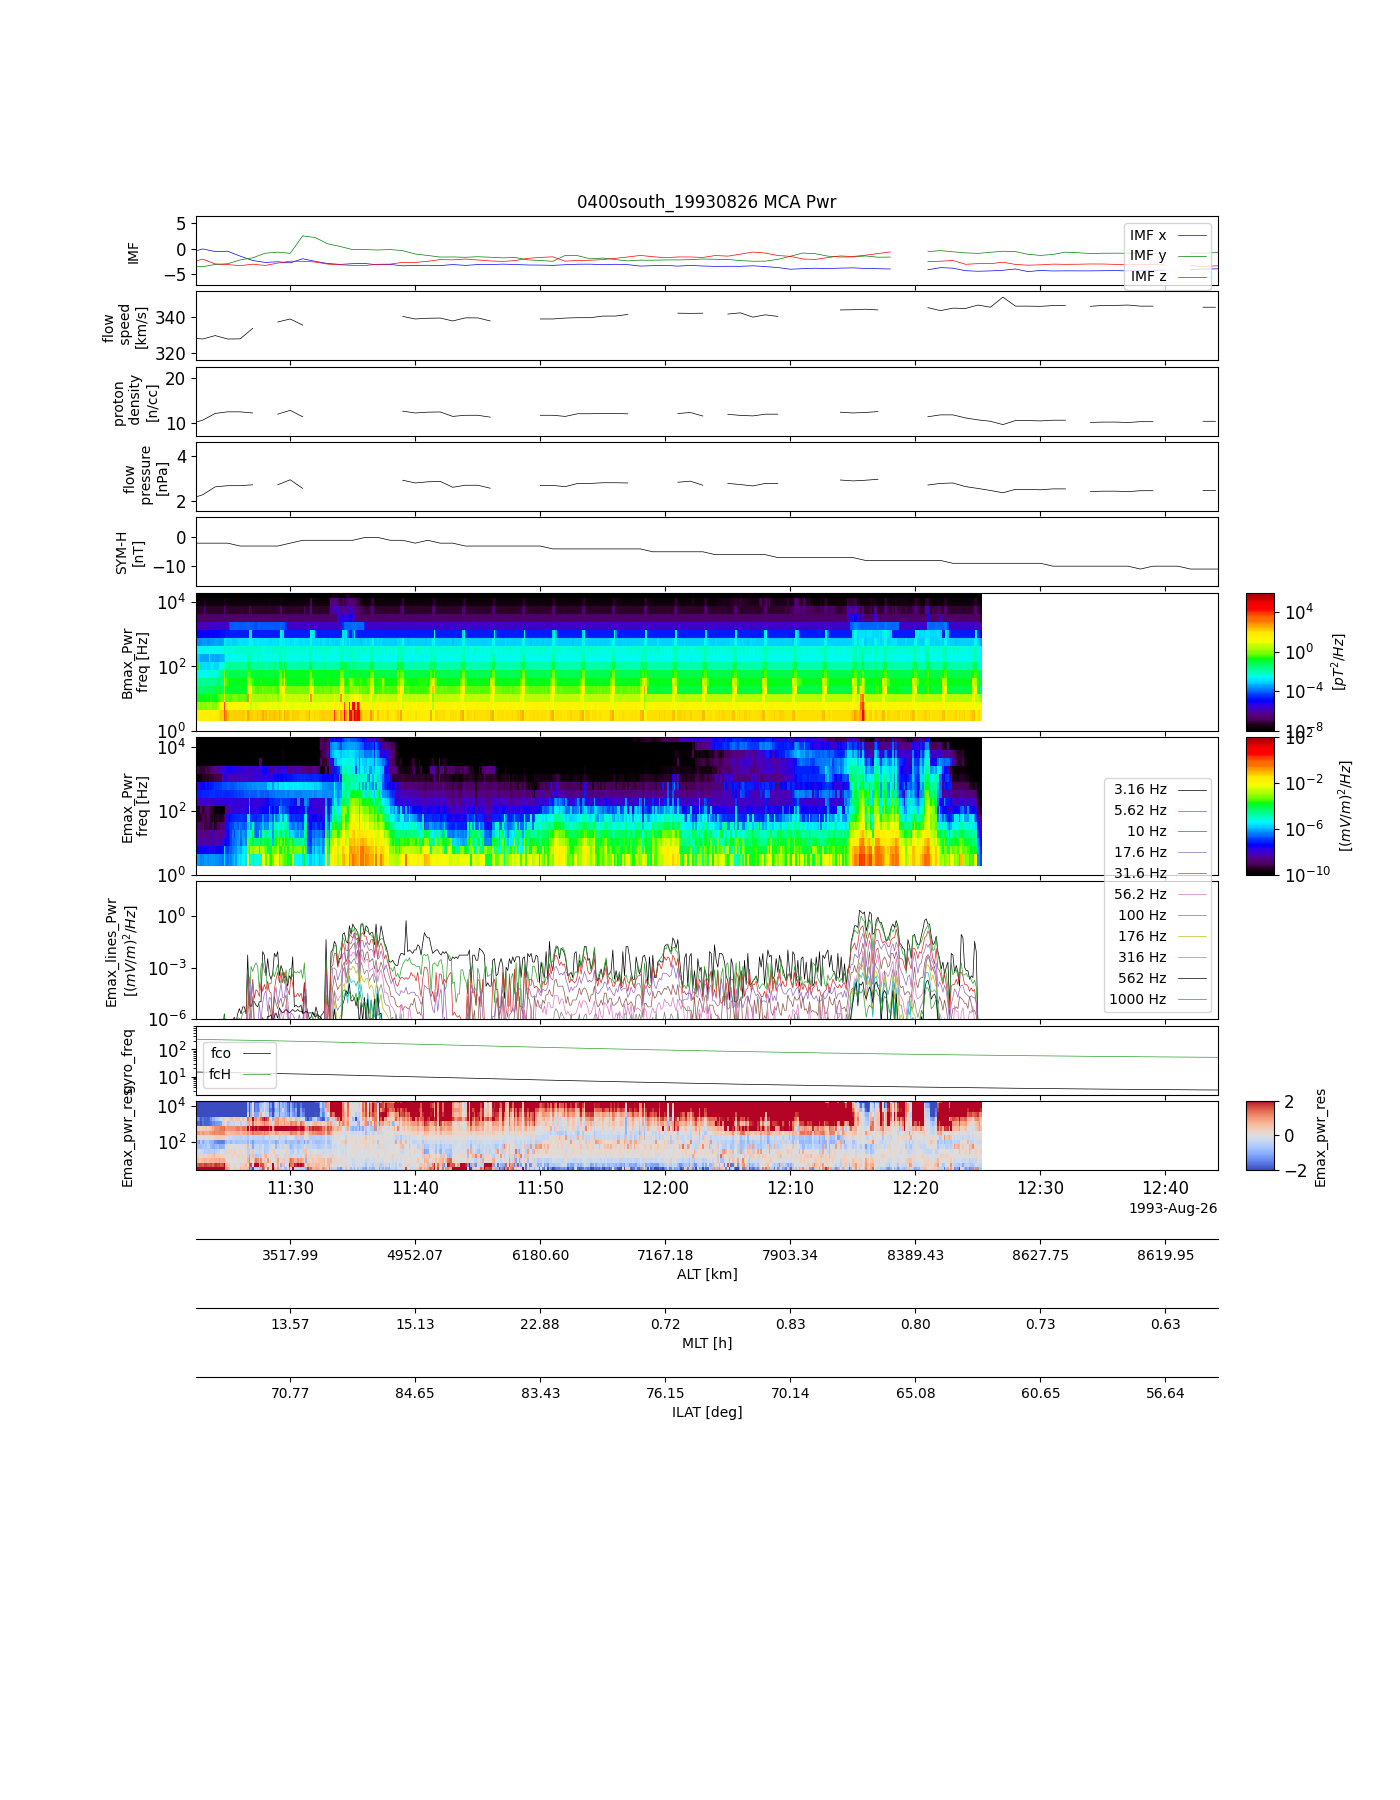 0400south_19930826 MCA Pwr
5
0
−5
IMF
IMF x
IMF y
IMF z
340
320
flow
speed
[km/s]
20
10
proton
density
[n/cc]
4
2
flow
pressure
[nPa]
0
−10
SYM-H
[nT]
10^4
10^2
10^0
Bmax_Pwr
freq [Hz]
10^4
10^0
10^−4
10^−8
[pT^2/Hz]
10^4
10^2
10^0
Emax_Pwr
freq [Hz]
10^2
10^−2
10^−6
10^−10
[(mV/m)^2/Hz]
3.16 Hz
5.62 Hz
10 Hz
17.6 Hz
31.6 Hz
56.2 Hz
100 Hz
176 Hz
316 Hz
562 Hz
1000 Hz
10^0
10^−3
10^−6
Emax_lines_Pwr
[(mV/m)^2/Hz]
10^2
10^1
gyro_freq
fco
fcH
10^4
10^2
Emax_pwr_res
2
0
−2
Emax_pwr_res
11:30 11:40 11:50 12:00 12:10 12:20 12:30 12:40
1993-Aug-26
3517.99 4952.07 6180.60 7167.18 7903.34 8389.43 8627.75 8619.95
ALT [km]
13.57 15.13 22.88 0.72 0.83 0.80 0.73 0.63
MLT [h]
70.77 84.65 83.43 76.15 70.14 65.08 60.65 56.64
ILAT [deg]